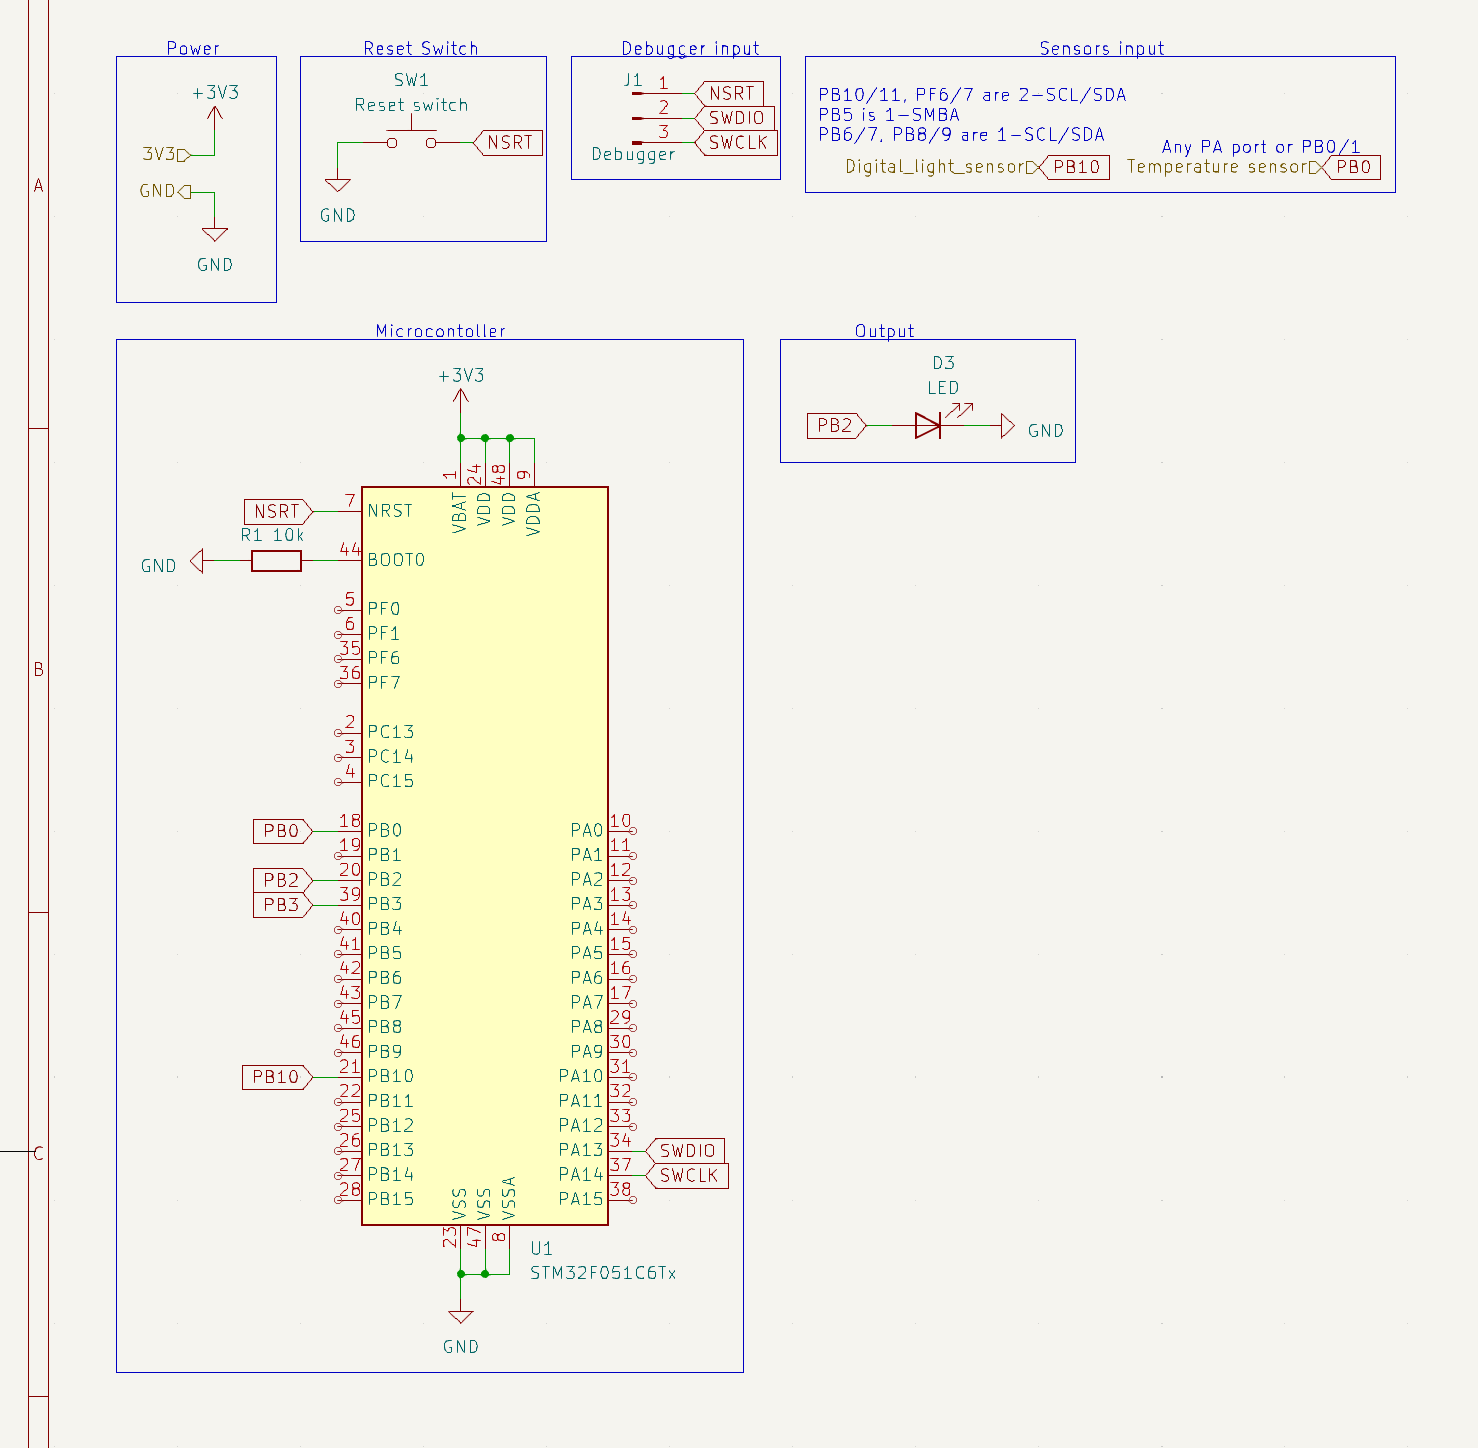 Power
+3V3
3V3
GND
GND
Reset Switch
SW1
Reset switch
NSRT
GND
Debugger input
J1
1
NSRT
2
SWDIO
3
SWCLK
Debugger
Sensors input
PB10/11, PF6/7 are 2-SCL/SDA
PB5 is 1-SMBA
PB6/7, PB8/9 are 1-SCL/SDA
Any PA port or PB0/1
Digital_light_sensor PB10
Temperature sensor PB0
A
B
C
Microcontoller
+3V3
1 24 48 9
VBAT VDD VDD VDDA
NSRT 7 NRST
R1 10k
GND 44 BOOT0
5 PF0
6 PF1
35 PF6
36 PF7
2 PC13
3 PC14
4 PC15
PB0 18 PB0 PA0 10
19 PB1 PA1 11
PB2 20 PB2 PA2 12
PB3 39 PB3 PA3 13
40 PB4 PA4 14
41 PB5 PA5 15
42 PB6 PA6 16
43 PB7 PA7 17
45 PB8 PA8 29
46 PB9 PA9 30
PB10 21 PB10 PA10 31
22 PB11 PA11 32
25 PB12 PA12 33
26 PB13 PA13 34 SWDIO
27 PB14 PA14 37 SWCLK
28 PB15 PA15 38
VSS VSS VSSA
23 47 8
U1
STM32F051C6Tx
GND
Output
D3
LED
PB2
GND